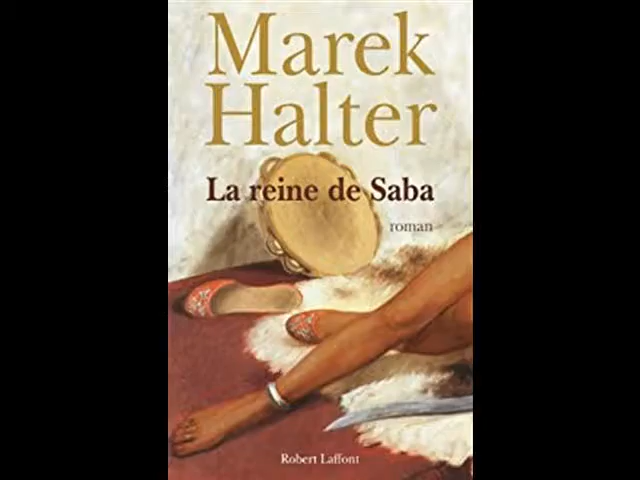 Marek
Halter
La reine de Saba
roman
Robert Laffont